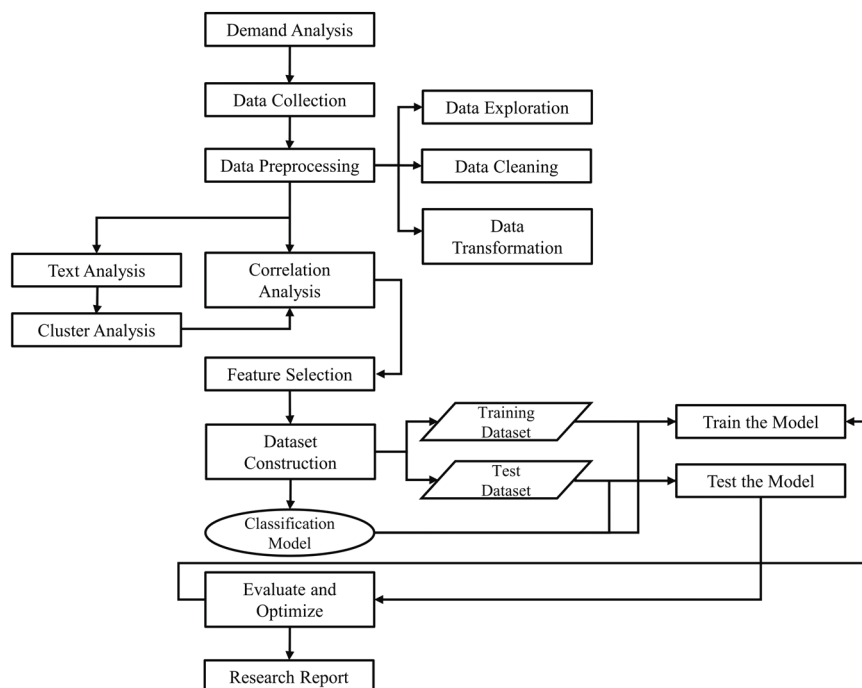 Demand Analysis
Data Collection
Data Exploration
Data Preprocessing
Data Cleaning
Data
Transformation
Text Analysis
Correlation
Analysis
Cluster Analysis
Feature Selection
Training
Dataset
Train the Model
Dataset
Construction
Test
Dataset
Test the Model
Classification
Model
Evaluate and
Optimize
Research Report